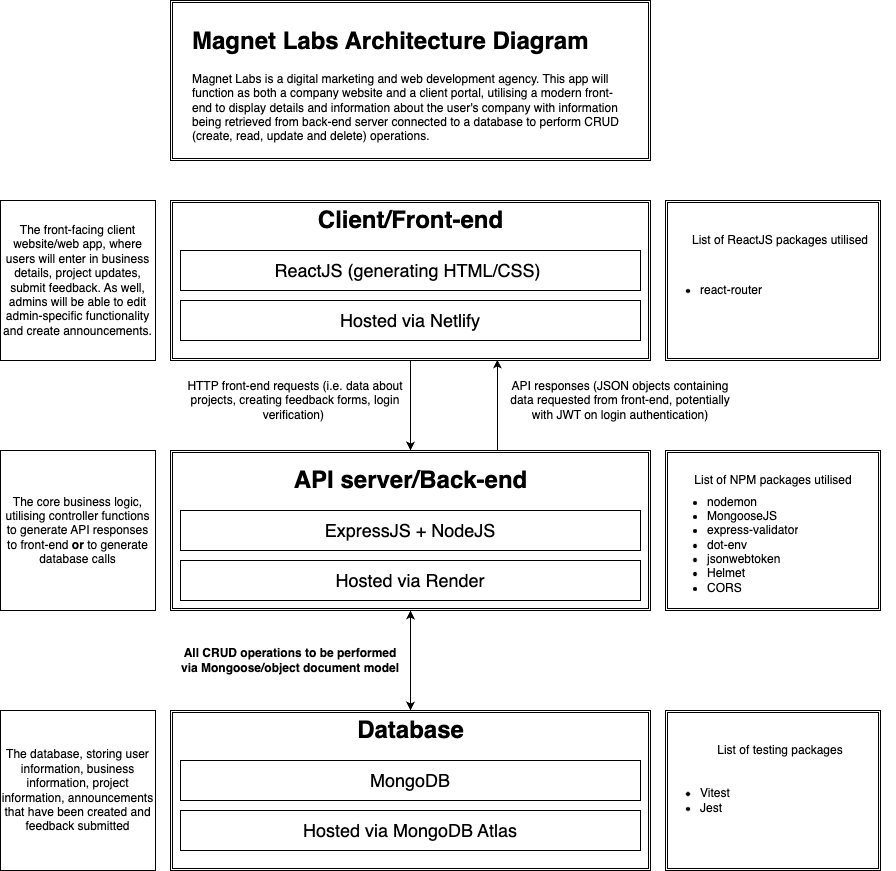 Magnet Labs Architecture Diagram
Magnet Labs is a digital marketing and web development agency. This app will
function as both a company website and a client portal, utilising a modern front-
end to display details and information about the user's company with information
being retrieved from back-end server connected to a database to perform CRUD
(create, read, update and delete) operations.
The front-facing client
website/web app, where
users will enter in business
details, project updates,
submit feedback. As well,
admins will be able to edit
admin-specific functionality
and create announcements.
Client/Front-end
ReactJS (generating HTML/CSS)
Hosted via Netlify
List of ReactJS packages utilised
• react-router
HTTP front-end requests (i.e. data about
projects, creating feedback forms, login
verification)
API responses (JSON objects containing
data requested from front-end, potentially
with JWT on login authentication)
The core business logic,
utilising controller functions
to generate API responses
to front-end or to generate
database calls
API server/Back-end
ExpressJS + NodeJS
Hosted via Render
List of NPM packages utilised
• nodemon
• MongooseJS
• express-validator
• dot-env
• jsonwebtoken
• Helmet
• CORS
All CRUD operations to be performed
via Mongoose/object document model
The database, storing user
information, business
information, project
information, announcements
that have been created and
feedback submitted
Database
MongoDB
Hosted via MongoDB Atlas
List of testing packages
• Vitest
• Jest